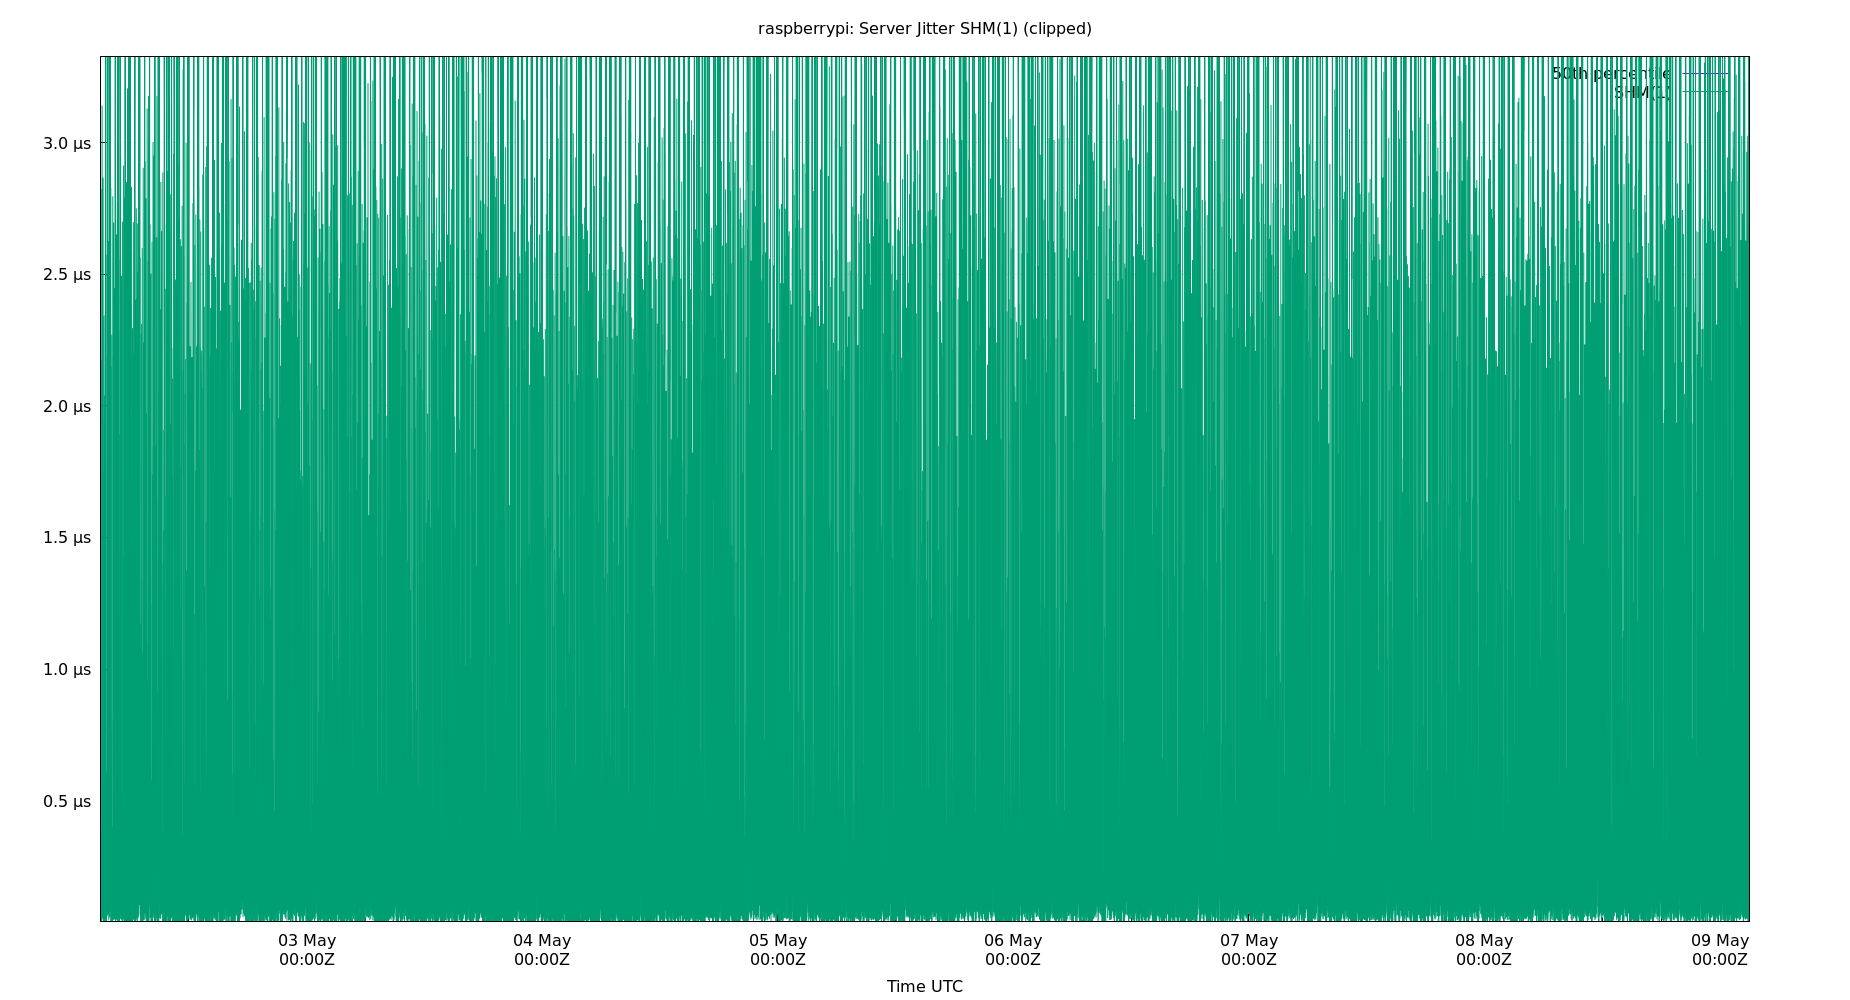 raspberrypi: Server Jitter SHM(1) (clipped)
50th percentile
SHM(1)
3.0 µs
2.5 µs
2.0 µs
1.5 µs
1.0 µs
0.5 µs
03 May 04 May 05 May 06 May 07 May 08 May 09 May
00:00Z 00:00Z 00:00Z 00:00Z 00:00Z 00:00Z 00:00Z
Time UTC